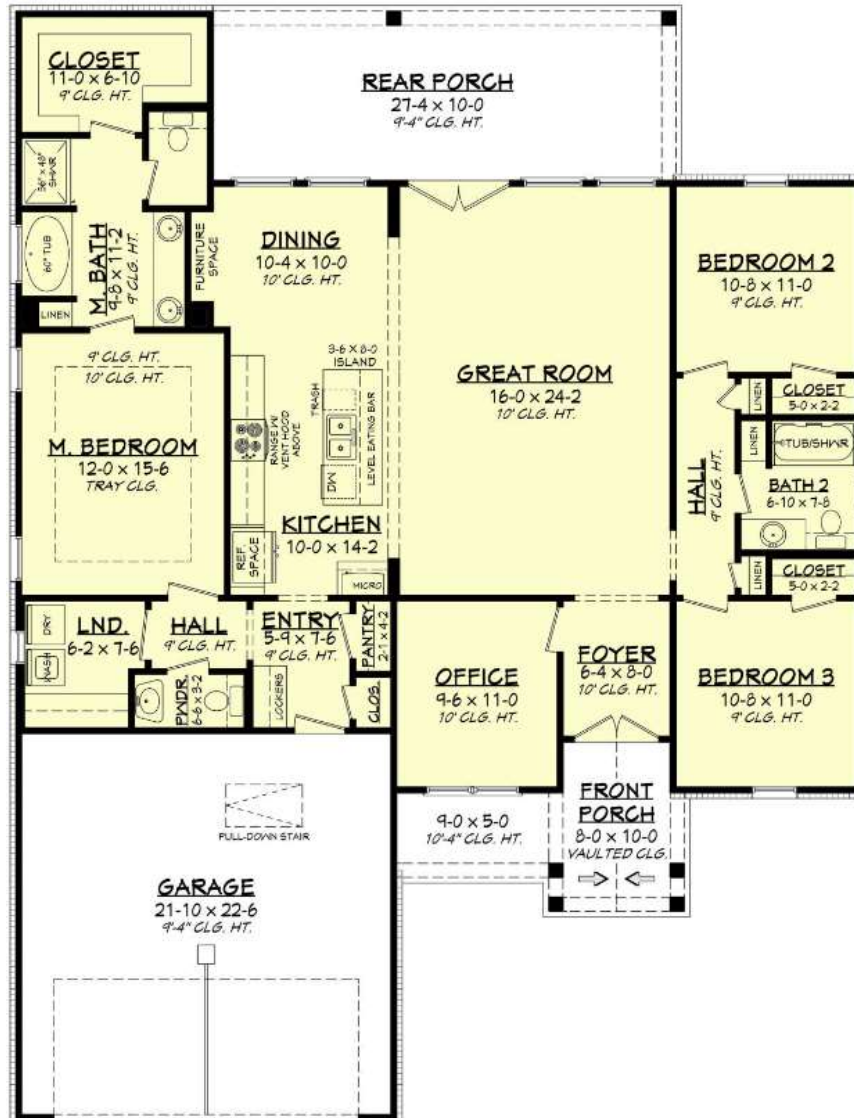 CLOSET
11-0 x 6-10
9' CLG. HT.
REAR PORCH
27-4 x 10-0
9'-4" CLG. HT.
36" x 48"
SHWR
60" TUB
M. BATH
9-8 x 11-2
9' CLG. HT.
LINEN
FURNITURE
SPACE
DINING
10-4 x 10-0
10' CLG. HT.
BEDROOM 2
10-8 x 11-0
9' CLG. HT.
9' CLG. HT.
10' CLG. HT.
M. BEDROOM
12-0 x 15-6
TRAY CLG.
3-6 x 8-0
ISLAND
TRASH
RANGE W/
VENT HOOD
ABOVE
LEVEL EATING BAR
DW
GREAT ROOM
16-0 x 24-2
10' CLG. HT.
LINEN
CLOSET
5-0 x 2-2
LINEN
TUB/SHWR
HALL
9' CLG. HT.
BATH 2
6-10 x 7-8
KITCHEN
10-0 x 14-2
REF.
SPACE
MICRO
LINEN
CLOSET
5-0 x 2-2
DRY
WASH
LND.
6-2 x 7-6
HALL
9' CLG. HT.
ENTRY
5-9 x 7-6
9' CLG. HT.
PANTRY
2-1 x 4-2
PWDR.
6-6 x 3-2
LOCKERS
CLOS.
OFFICE
9-6 x 11-0
10' CLG. HT.
FOYER
6-4 x 8-0
10' CLG. HT.
BEDROOM 3
10-8 x 11-0
9' CLG. HT.
PULL-DOWN STAIR
9-0 x 5-0
10'-4" CLG. HT.
FRONT
PORCH
8-0 x 10-0
VAULTED CLG.
GARAGE
21-10 x 22-6
9'-4" CLG. HT.